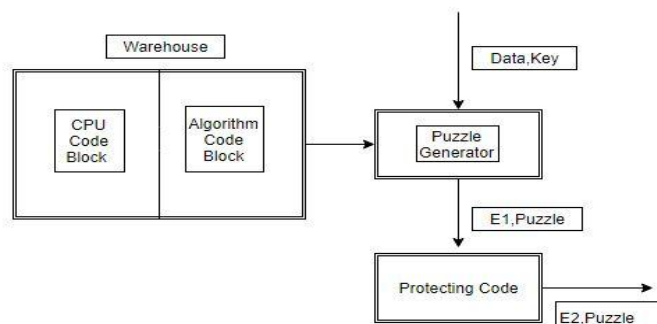 Warehouse
Data,Key
CPU
Code
Block
Algorithm
Code
Block
Puzzle
Generator
E1,Puzzle
Protecting Code
E2,Puzzle